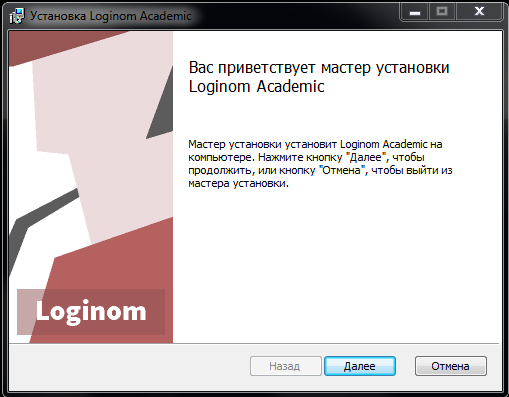 Установка Loginom Academic
Вас приветствует мастер установки
Loginom Academic
Мастер установки установит Loginom Academic на
компьютере. Нажмите кнопку "Далее", чтобы
продолжить, или кнопку "Отмена", чтобы выйти из
мастера установки.
Loginom
Назад
Далее
Отмена